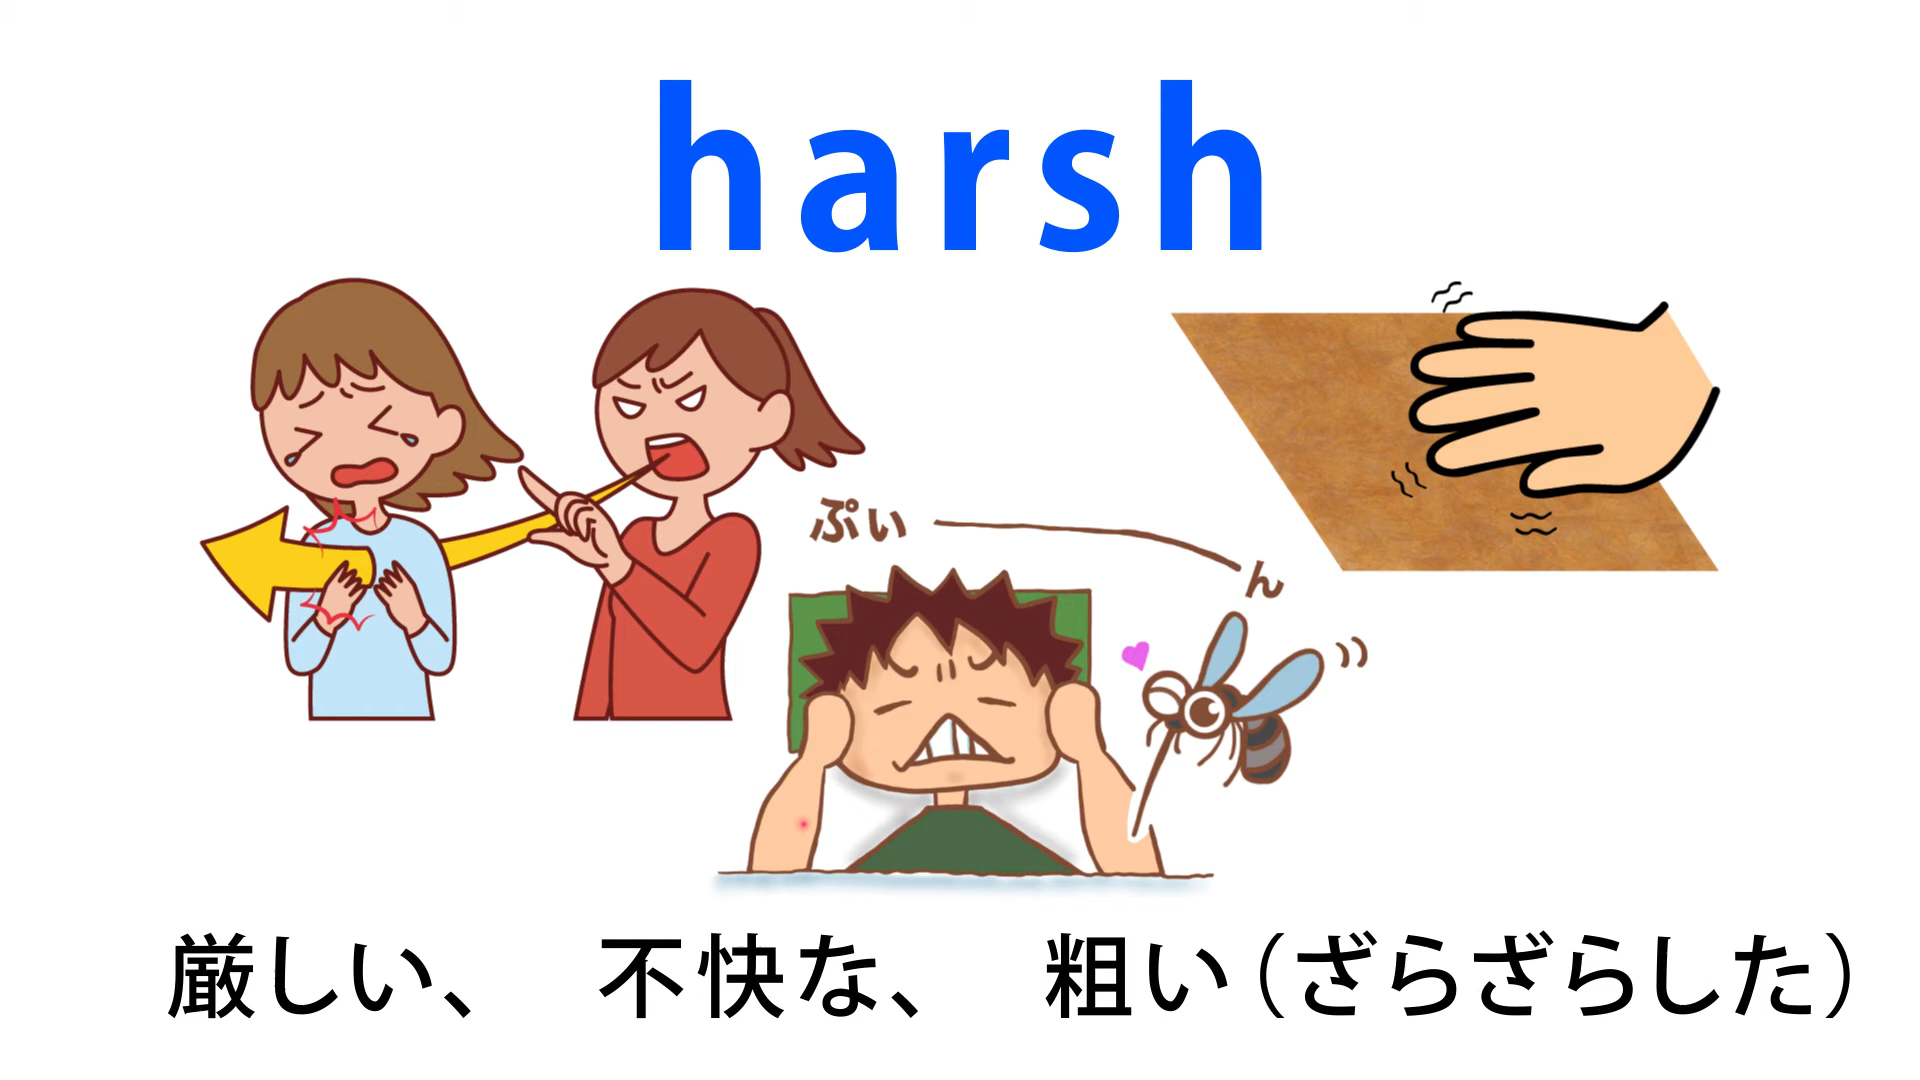 harsh
ぷい
ん
厳しい、 不快な、 粗い（ざらざらした）